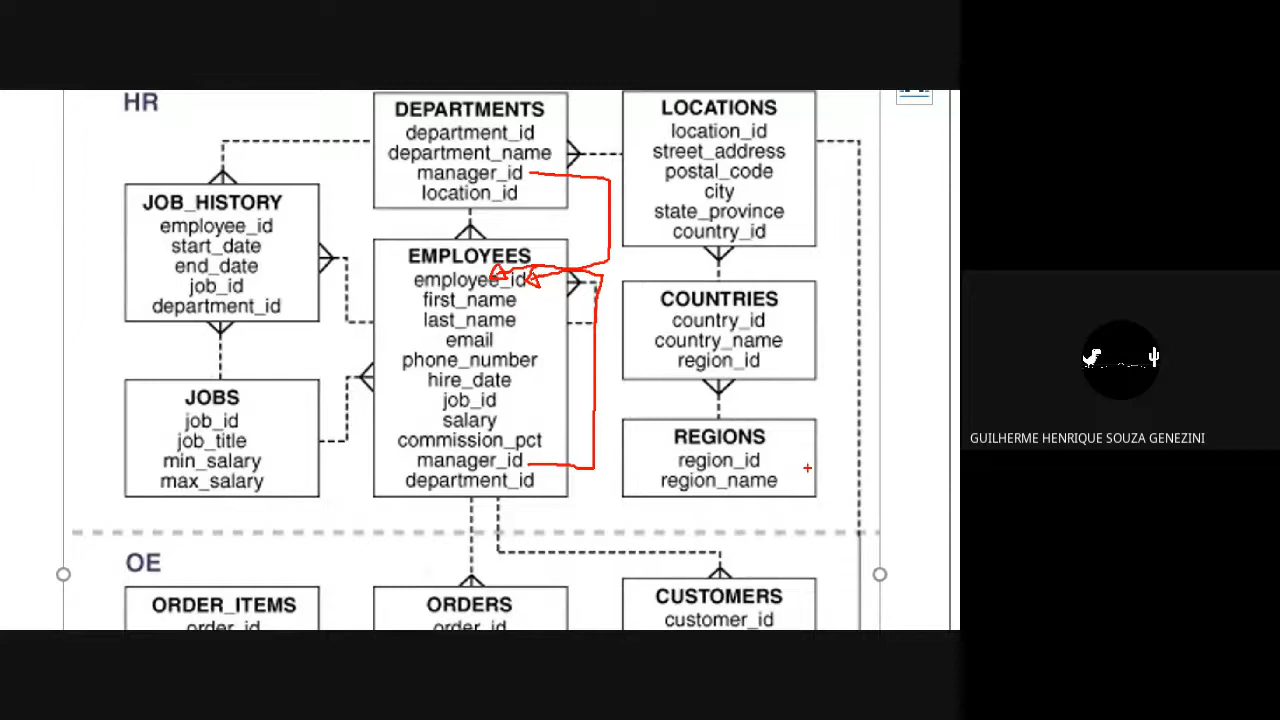 HR
DEPARTMENTS
department_id
department_name
manager_id
location_id
LOCATIONS
location_id
street_address
postal_code
city
state_province
country_id
JOB_HISTORY
employee_id
start_date
end_date
job_id
department_id
EMPLOYEES
employee_id
first_name
last_name
email
phone_number
hire_date
job_id
salary
commission_pct
manager_id
department_id
COUNTRIES
country_id
country_name
region_id
JOBS
job_id
job_title
min_salary
max_salary
REGIONS
region_id
region_name
OE
ORDER_ITEMS
order_id
ORDERS
order_id
CUSTOMERS
customer_id
GUILHERME HENRIQUE SOUZA GENEZINI